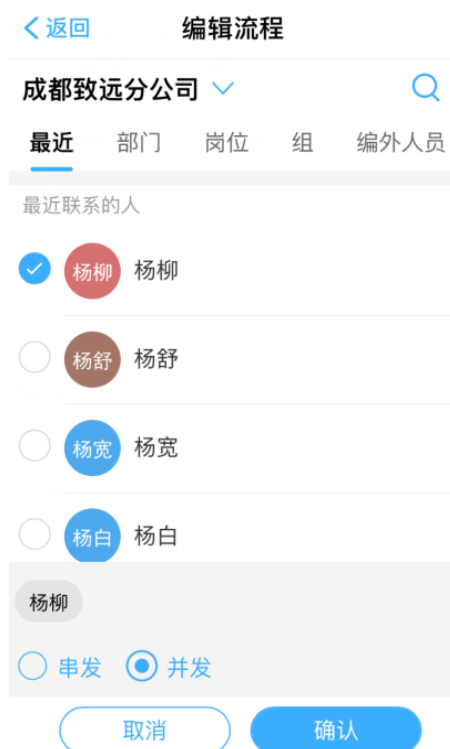 返回 编辑流程
成都致远分公司
最近 部门 岗位 组 编外人员
最近联系的人
杨柳 杨柳
杨舒 杨舒
杨宽 杨宽
杨白 杨白
杨柳
串发 并发
取消 确认